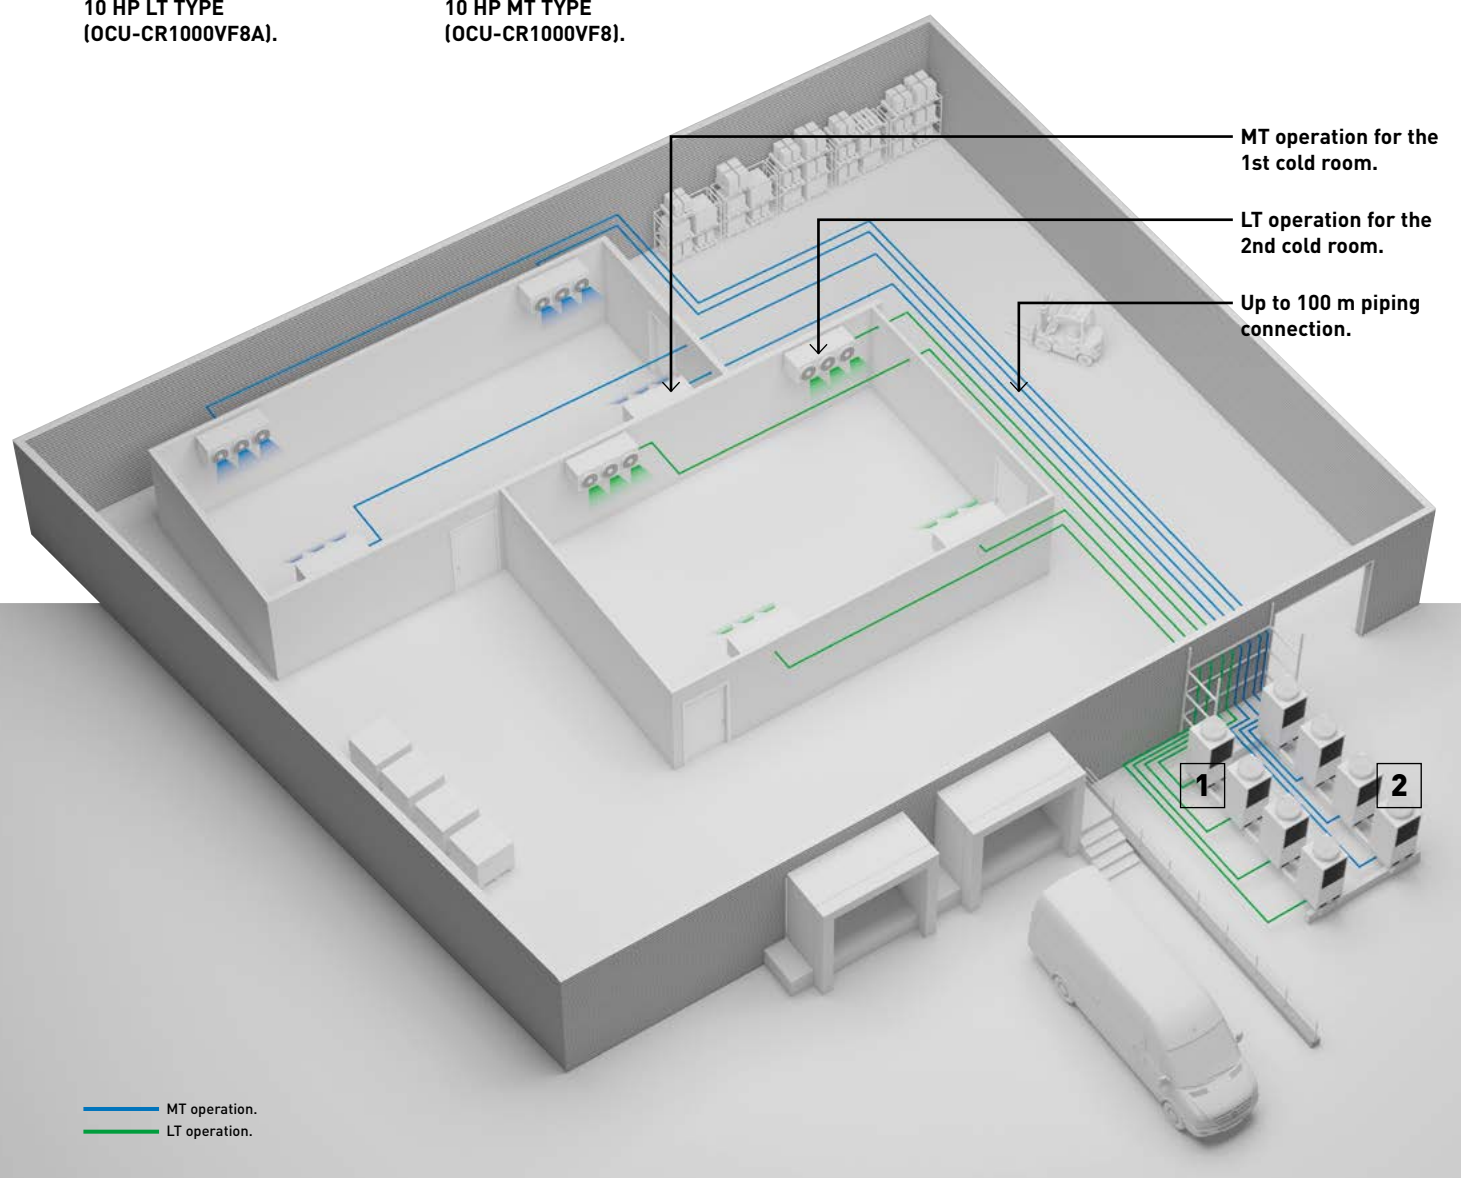 10 HP LT TYPE
(OCU-CR1000VF8A).
10 HP MT TYPE
(OCU-CR1000VF8).
MT operation for the
1st cold room.
LT operation for the
2nd cold room.
Up to 100 m piping
connection.
1
2
MT operation.
LT operation.